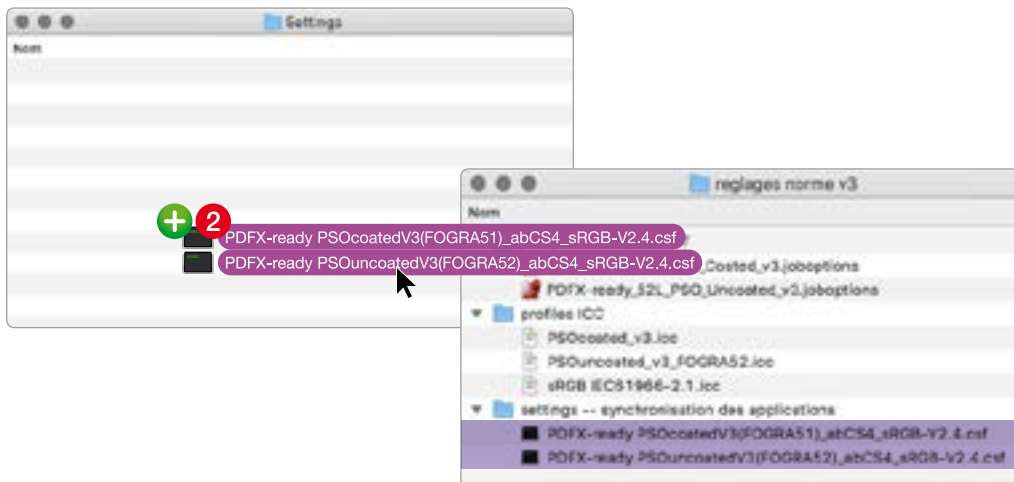 Settings
Nom
2
PDFX-ready PSOcoatedV3(FOGRA51)_abCS4_sRGB-V2.4.csf
PDFX-ready PSOuncoatedV3(FOGRA52)_abCS4_sRGB-V2.4.csf
reglages norme v3
Nom
_Coated_v3.joboptions
PDFX-ready_52L_PSO_Uncoated_v3.joboptions
profiles ICC
PSOcoated_v3.icc
PSOuncoated_v3_FOGRA52.icc
sRGB IEC61966-2.1.icc
settings -- synchronisation des applications
PDFX-ready PSOcoatedV3(FOGRA51)_abCS4_sRGB-V2.4.csf
PDFX-ready PSOuncoatedV3(FOGRA52)_abCS4_sRGB-V2.4.csf